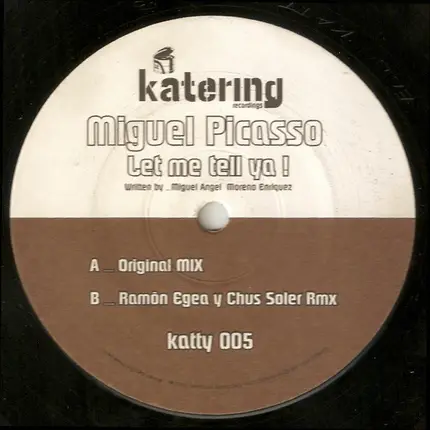 katering
recordings
Miguel Picasso
Let me tell ya !
Written by _ Miguel Angel Moreno Enriquez
A _ Original MIX
B _ Ramón Egea y Chus Soler Rmx
katty 005